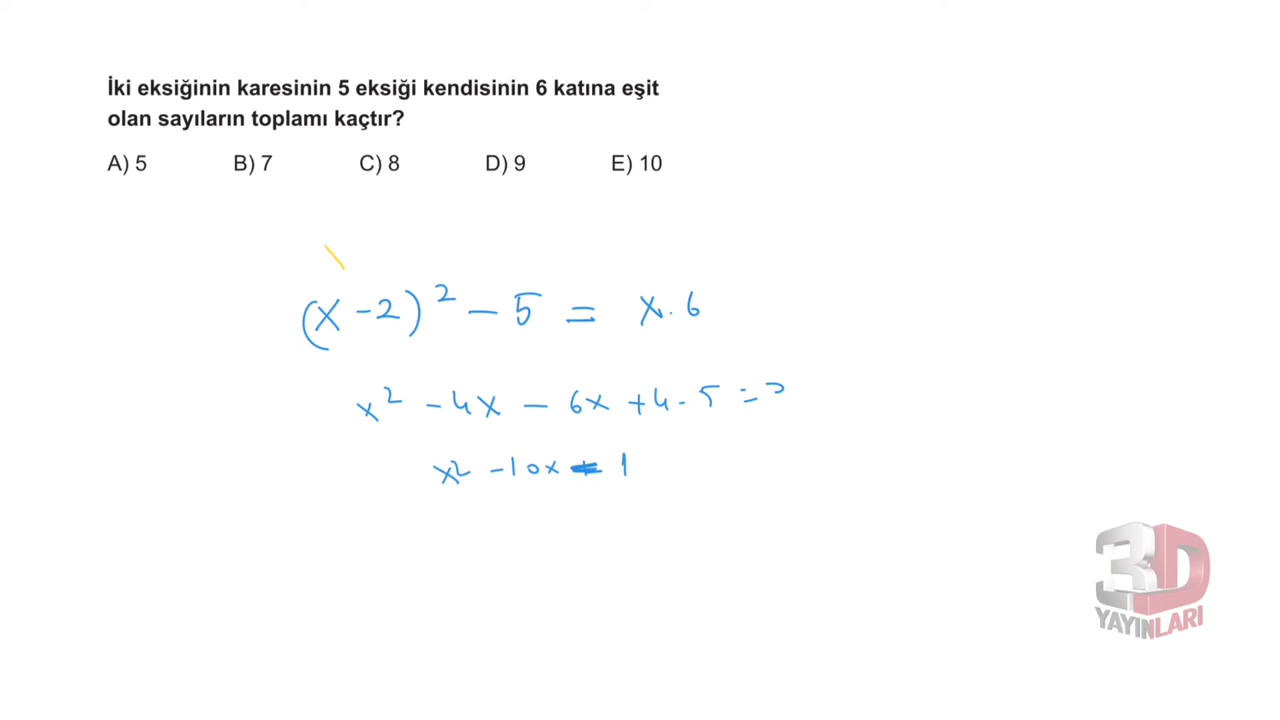 İki eksiğinin karesinin 5 eksiği kendisinin 6 katına eşit
olan sayıların toplamı kaçtır?
A) 5 B) 7 C) 8 D) 9 E) 10
(x - 2)² - 5 = x . 6
x² - 4x - 6x + 4 - 5 =
x² - 10x - 1
3D
YAYINLARI